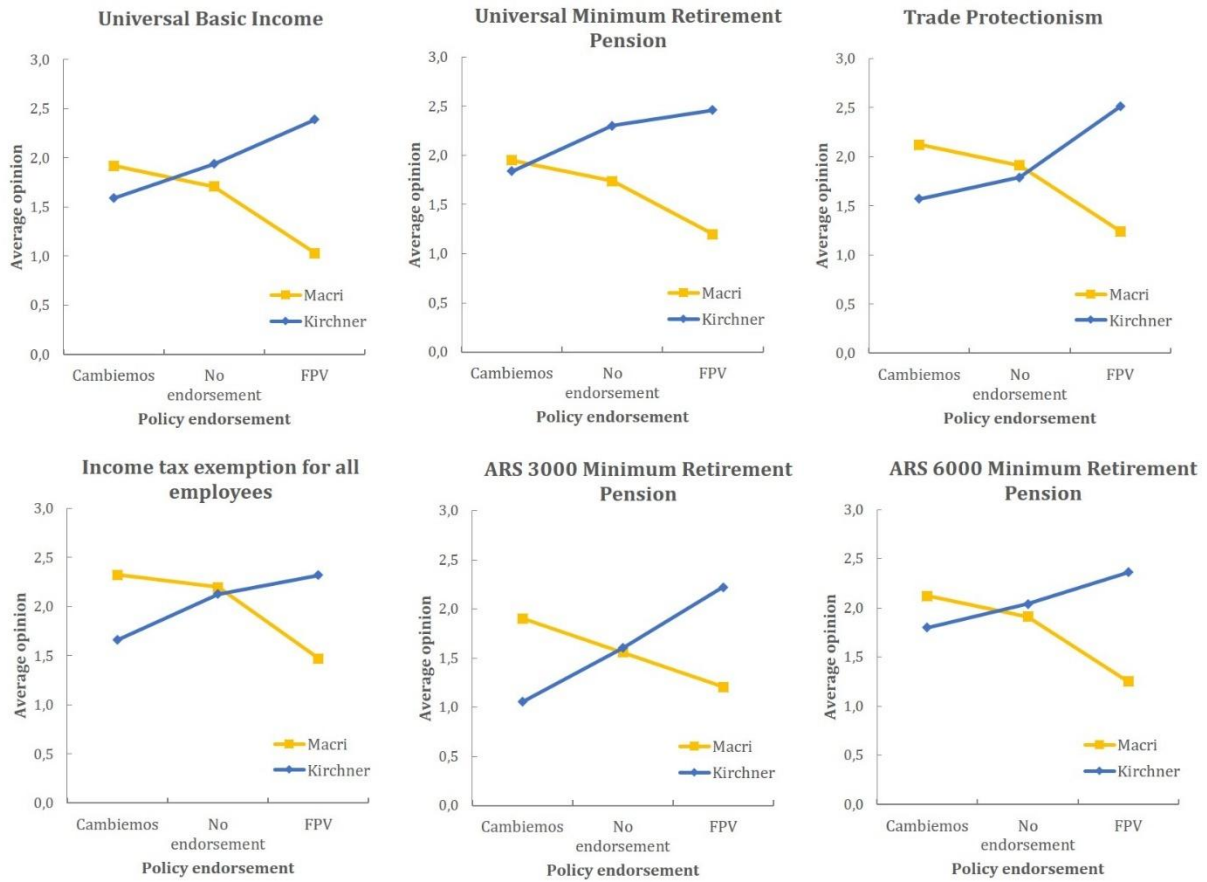 Universal Basic Income
3,0
2,5
2,0
1,5
1,0
0,5
0,0
Average opinion
Macri
Kirchner
Cambiemos
No
endorsement
FPV
Policy endorsement
Universal Minimum Retirement
Pension
3,0
2,5
2,0
1,5
1,0
0,5
0,0
Average opinion
Macri
Kirchner
Cambiemos
No
endorsement
FPV
Policy endorsement
Trade Protectionism
3,0
2,5
2,0
1,5
1,0
0,5
0,0
Average opinion
Macri
Kirchner
Cambiemos
No
endorsement
FPV
Policy endorsement
Income tax exemption for all
employees
3,0
2,5
2,0
1,5
1,0
0,5
0,0
Average opinion
Macri
Kirchner
Cambiemos
No
endorsement
FPV
Policy endorsement
ARS 3000 Minimum Retirement
Pension
3,0
2,5
2,0
1,5
1,0
0,5
0,0
Average opinion
Macri
Kirchner
Cambiemos
No
endorsement
FPV
Policy endorsement
ARS 6000 Minimum Retirement
Pension
3,0
2,5
2,0
1,5
1,0
0,5
0,0
Average opinion
Macri
Kirchner
Cambiemos
No
endorsement
FPV
Policy endorsement